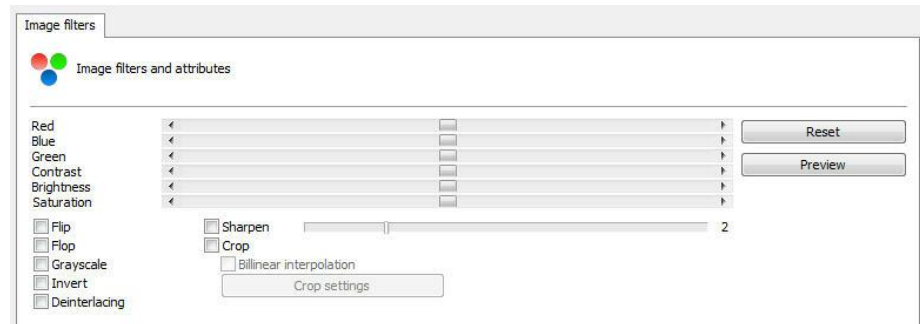 Image filters
Image filters and attributes
Red
Blue
Green
Contrast
Brightness
Saturation
Reset
Preview
Flip
Flop
Grayscale
Invert
Deinterlacing
Sharpen
2
Crop
Billinear interpolation
Crop settings